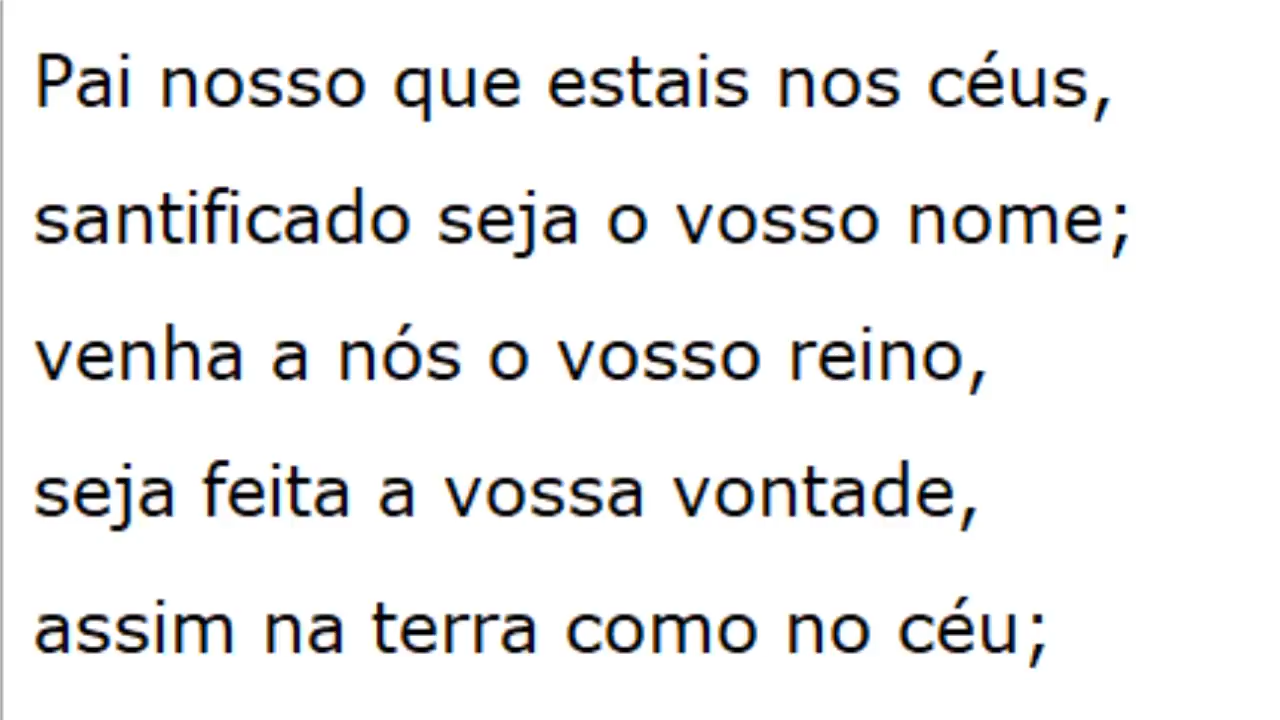 Pai nosso que estais nos céus,
santificado seja o vosso nome;
venha a nós o vosso reino,
seja feita a vossa vontade,
assim na terra como no céu;